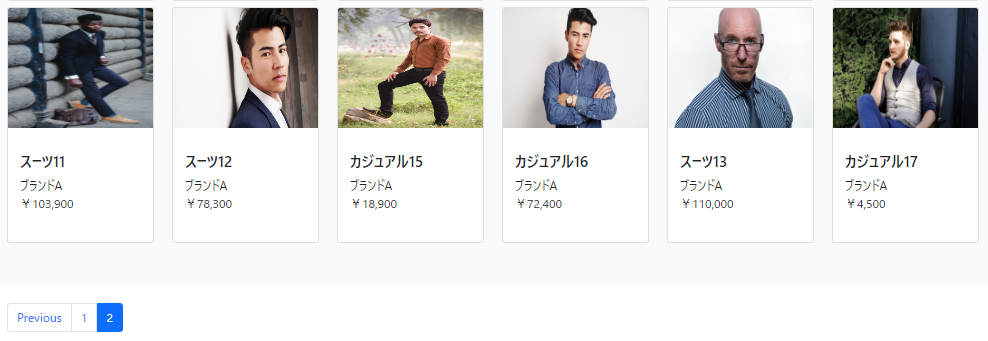 スーツ11
ブランドA
￥103,900
スーツ12
ブランドA
￥78,300
カジュアル15
ブランドA
￥18,900
カジュアル16
ブランドA
￥72,400
スーツ13
ブランドA
￥110,000
カジュアル17
ブランドA
￥4,500
Previous 1 2